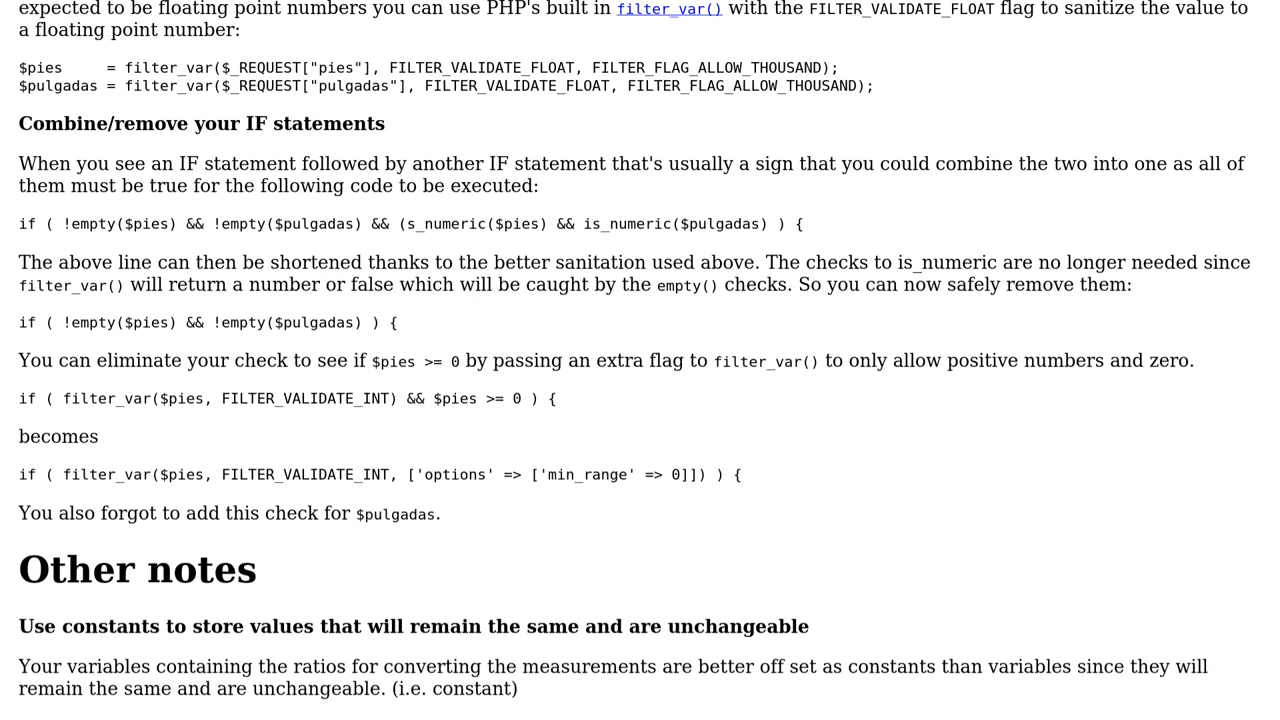 expected to be floating point numbers you can use PHP's built in filter_var() with the FILTER_VALIDATE_FLOAT flag to sanitize the value to
a floating point number:
$pies     = filter_var($_REQUEST["pies"], FILTER_VALIDATE_FLOAT, FILTER_FLAG_ALLOW_THOUSAND);
$pulgadas = filter_var($_REQUEST["pulgadas"], FILTER_VALIDATE_FLOAT, FILTER_FLAG_ALLOW_THOUSAND);
Combine/remove your IF statements
When you see an IF statement followed by another IF statement that's usually a sign that you could combine the two into one as all of
them must be true for the following code to be executed:
if ( !empty($pies) && !empty($pulgadas) && (s_numeric($pies) && is_numeric($pulgadas) ) {
The above line can then be shortened thanks to the better sanitation used above. The checks to is_numeric are no longer needed since
filter_var() will return a number or false which will be caught by the empty() checks. So you can now safely remove them:
if ( !empty($pies) && !empty($pulgadas) ) {
You can eliminate your check to see if $pies >= 0 by passing an extra flag to filter_var() to only allow positive numbers and zero.
if ( filter_var($pies, FILTER_VALIDATE_INT) && $pies >= 0 ) {
becomes
if ( filter_var($pies, FILTER_VALIDATE_INT, ['options' => ['min_range' => 0]]) ) {
You also forgot to add this check for $pulgadas.
Other notes
Use constants to store values that will remain the same and are unchangeable
Your variables containing the ratios for converting the measurements are better off set as constants than variables since they will
remain the same and are unchangeable. (i.e. constant)